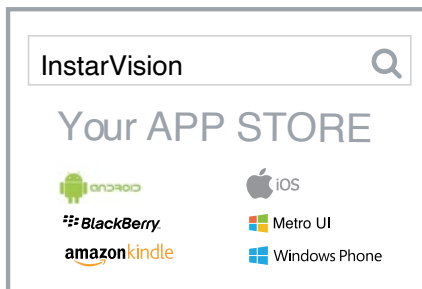 InstarVision
Your APP STORE
android iOS
BlackBerry. Metro UI
amazonkindle Windows Phone